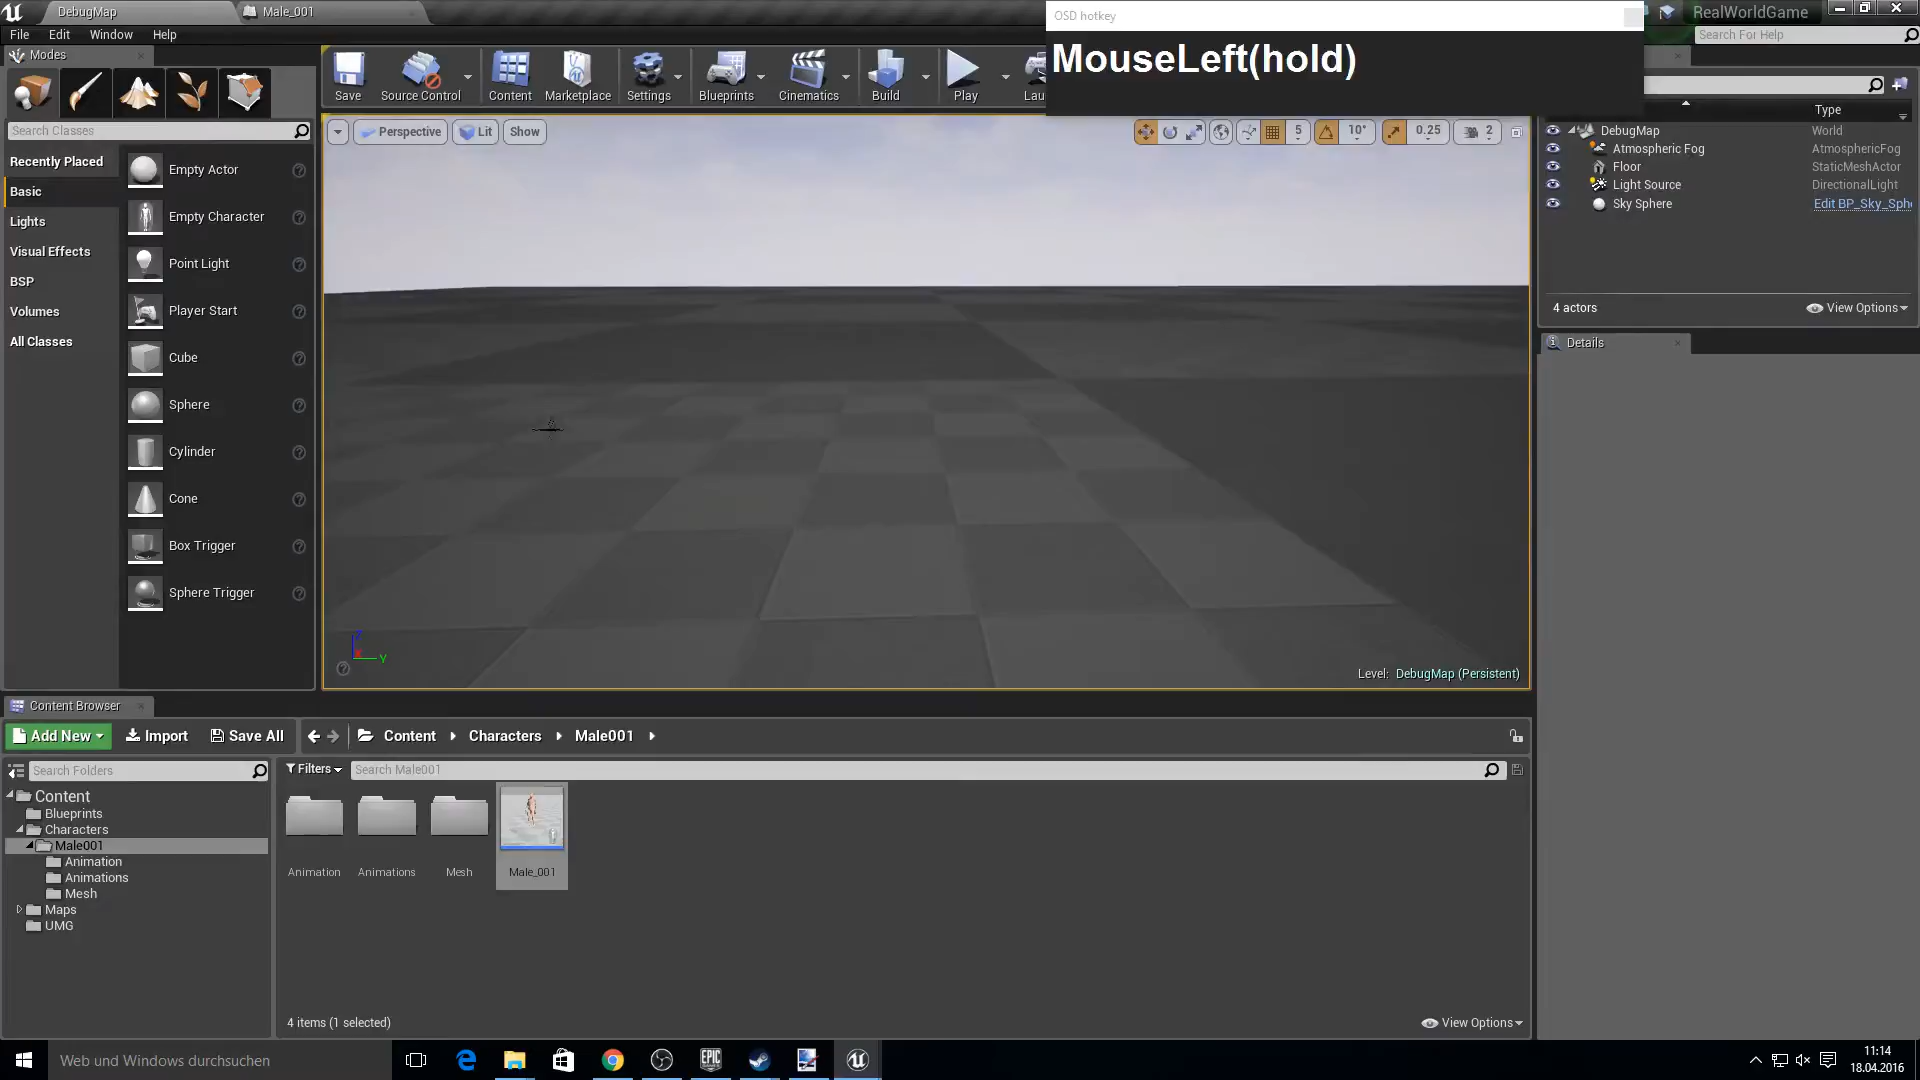 DebugMap
Male_001
OSD hotkey
MouseLeft(hold)
RealWorldGame
File
Edit
Window
Help
Search For Help
Modes
Save
Source Control
Content
Marketplace
Settings
Blueprints
Cinematics
Build
Play
Lau
Search Classes
Recently Placed
Basic
Lights
Visual Effects
BSP
Volumes
All Classes
Empty Actor
Empty Character
Point Light
Player Start
Cube
Sphere
Cylinder
Cone
Box Trigger
Sphere Trigger
Perspective
Lit
Show
5
10°
0.25
2
Z
X
Y
Level: DebugMap (Persistent)
Type
DebugMap World
Atmospheric Fog AtmosphericFog
Floor StaticMeshActor
Light Source DirectionalLight
Sky Sphere Edit BP_Sky_Sph
4 actors
View Options
Details
Content Browser
Add New
Import
Save All
Content
Characters
Male001
Search Folders
Filters
Search Male001
Content
Blueprints
Characters
Male001
Animation
Animations
Mesh
Maps
UMG
Animation
Animations
Mesh
Male_001
4 items (1 selected)
View Options
Web und Windows durchsuchen
EPIC
11:14
18.04.2016